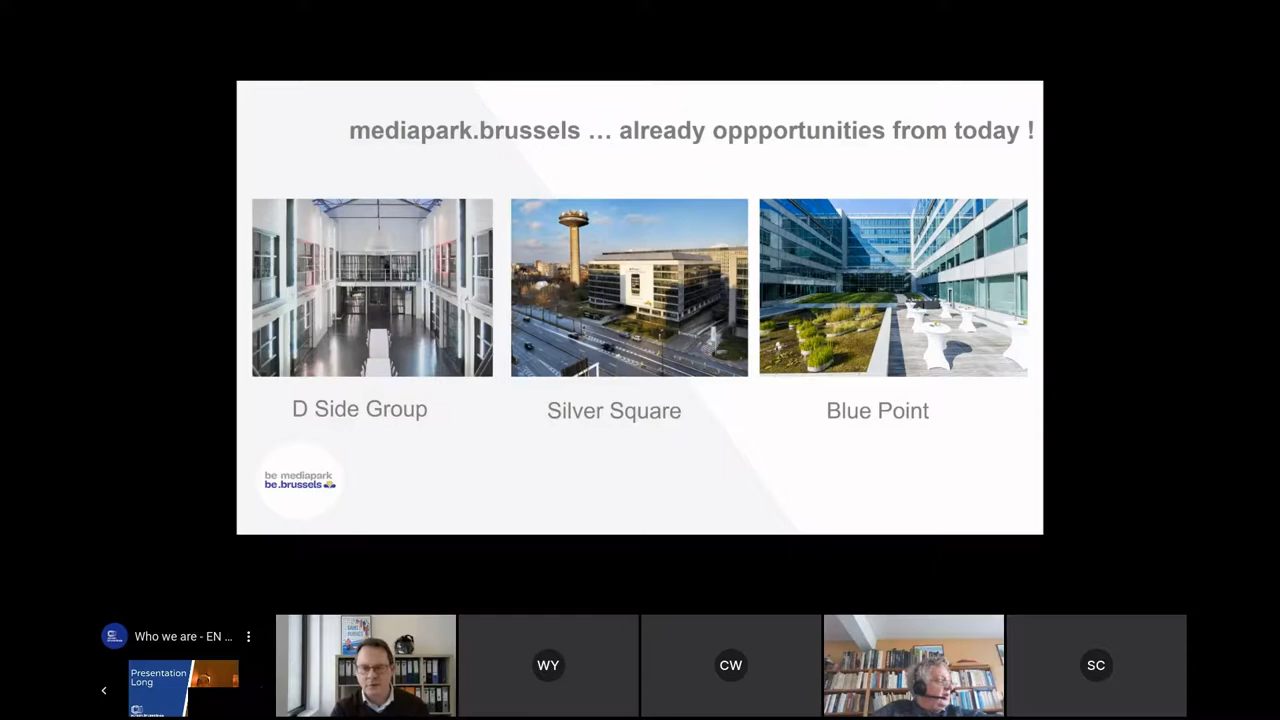 mediapark.brussels … already oppportunities from today !
D Side Group
Silver Square
Blue Point
be mediapark
be.brussels
Who we are - EN ...
Presentation
Long
WY
CW
SC